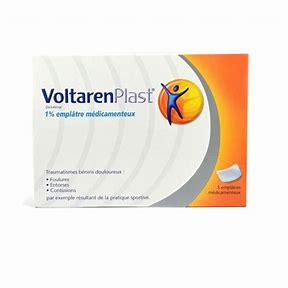 VoltarenPlast®
Diclofénac
1% emplâtre médicamenteux
Traumatismes bénins douloureux :
• Foulures
• Entorses
• Contusions
par exemple résultant de la pratique sportive.
5 emplâtres
médicamenteux